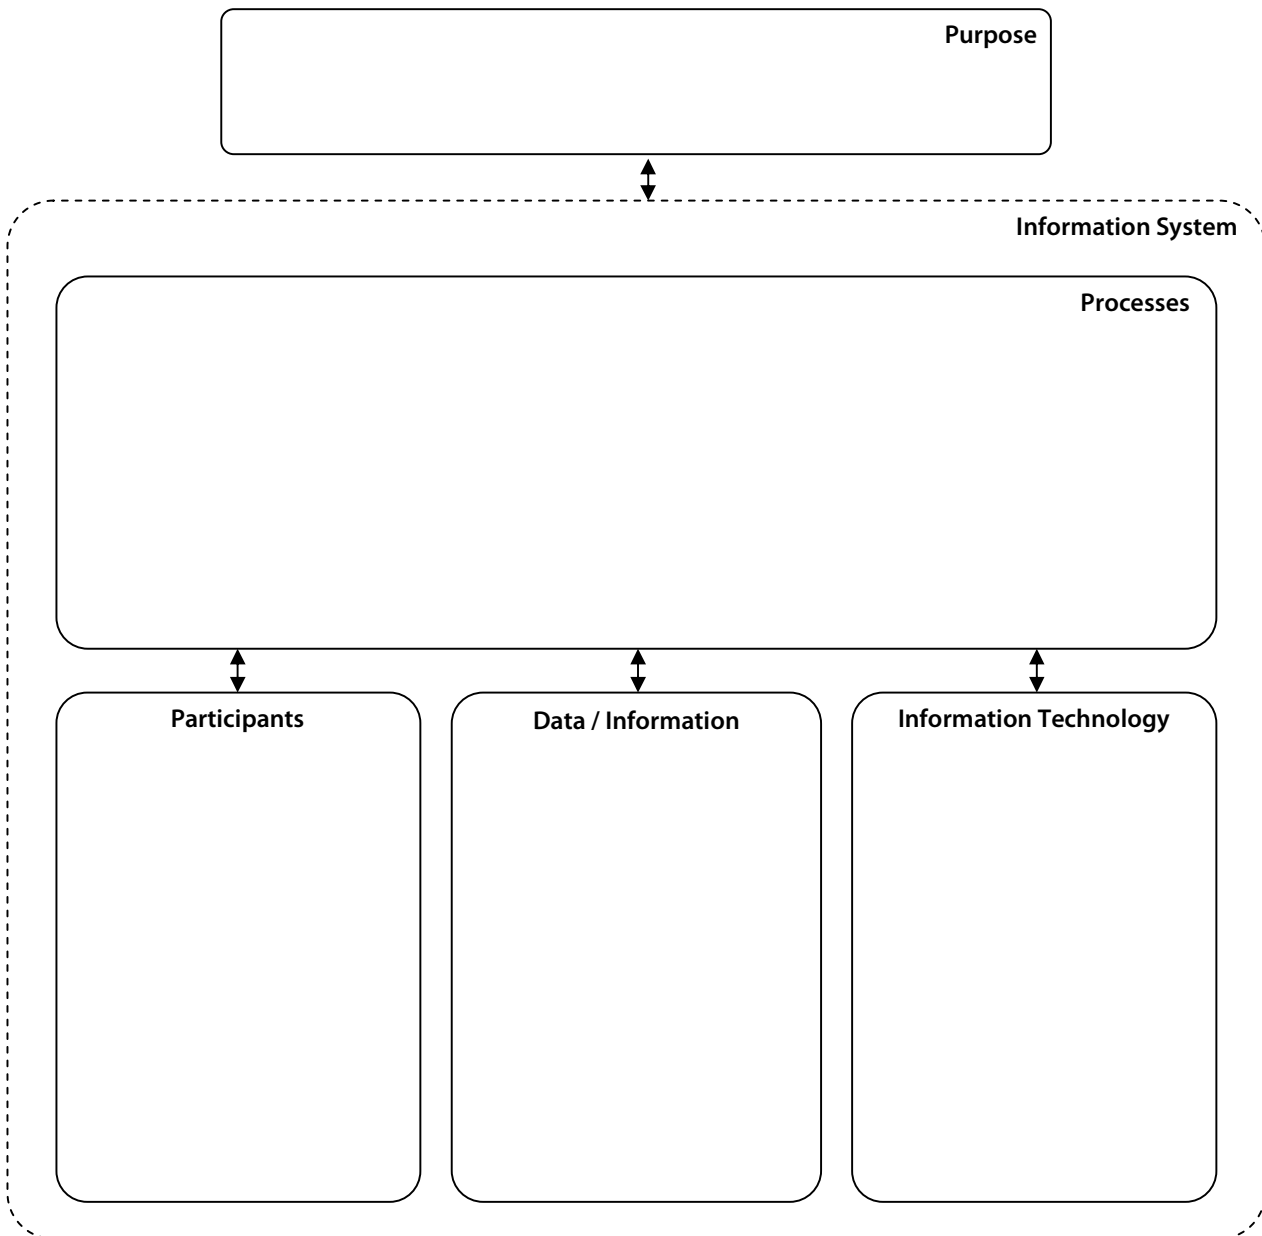 Purpose
Information System
Processes
Participants
Data / Information
Information Technology